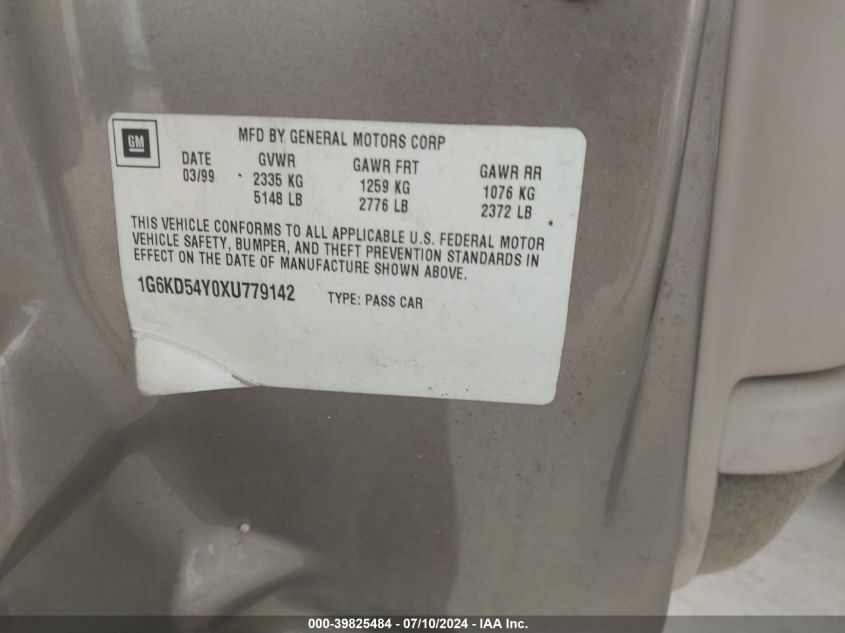 GM
MFD BY GENERAL MOTORS CORP
DATE GVWR GAWR FRT GAWR RR
03/99 2335 KG 1259 KG 1076 KG
5148 LB 2776 LB 2372 LB
THIS VEHICLE CONFORMS TO ALL APPLICABLE U.S. FEDERAL MOTOR
VEHICLE SAFETY, BUMPER, AND THEFT PREVENTION STANDARDS IN
EFFECT ON THE DATE OF MANUFACTURE SHOWN ABOVE.
1G6KD54Y0XU779142 TYPE: PASS CAR
000-39825484 - 07/10/2024 - IAA Inc.